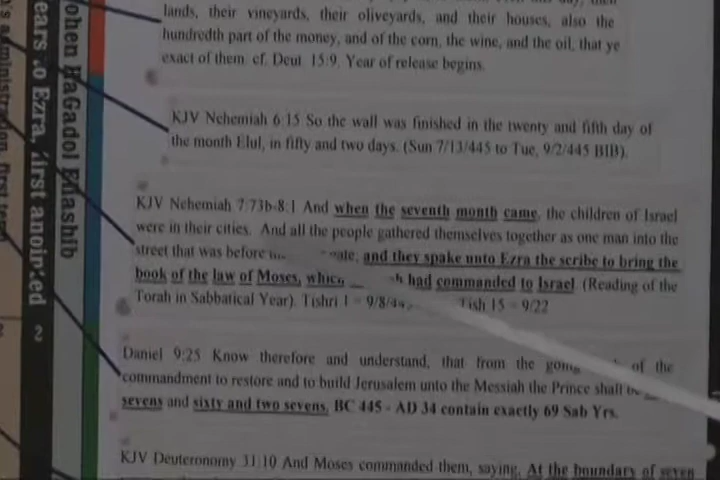 lands, their vineyards, their oliveyards, and their houses, also the
hundredth part of the money, and of the corn, the wine, and the oil, that ye
exact of them. cf. Deut 15:9. Year of release begins.
KJV Nehemiah 6:15 So the wall was finished in the twenty and fifth day of
the month Elul, in fifty and two days. (Sun 7/13/445 to Tue, 9/2/445 BIB).
KJV Nehemiah 7:73b-8:1 And when the seventh month came, the children of Israel
were in their cities. And all the people gathered themselves together as one man into the
street that was before and they spake unto Ezra the scribe to bring the
book of the law of Moses, had commanded to Israel. (Reading of the
Torah in Sabbatical Year). Tishri 1 = 15 = 9/22
Daniel 9:25 Know therefore and understand, that from the of the
commandment to restore and to build Jerusalem unto the Messiah the Prince shall
sevens and sixty and two sevens. BC 445 - AD 34 contain exactly 69 Sab Yrs.
KJV Deuteronomy 31:10 And Moses commanded them, saying, At the boundary of seven
ohen HaGadol Eliashib
ears to Ezra, first anointed 2
administration, first